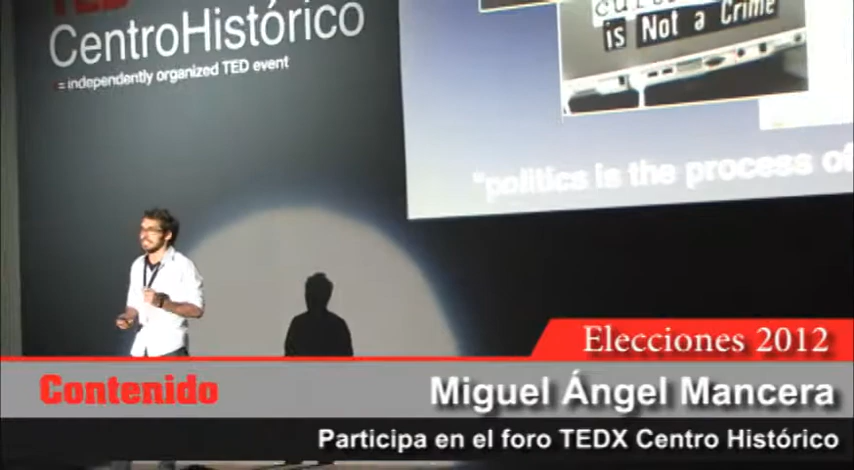 TED
CentroHistórico
x = independently organized TED event
is Not a Crime
"politics is the process of
Elecciones 2012
Contenido
Miguel Ángel Mancera
Participa en el foro TEDX Centro Histórico